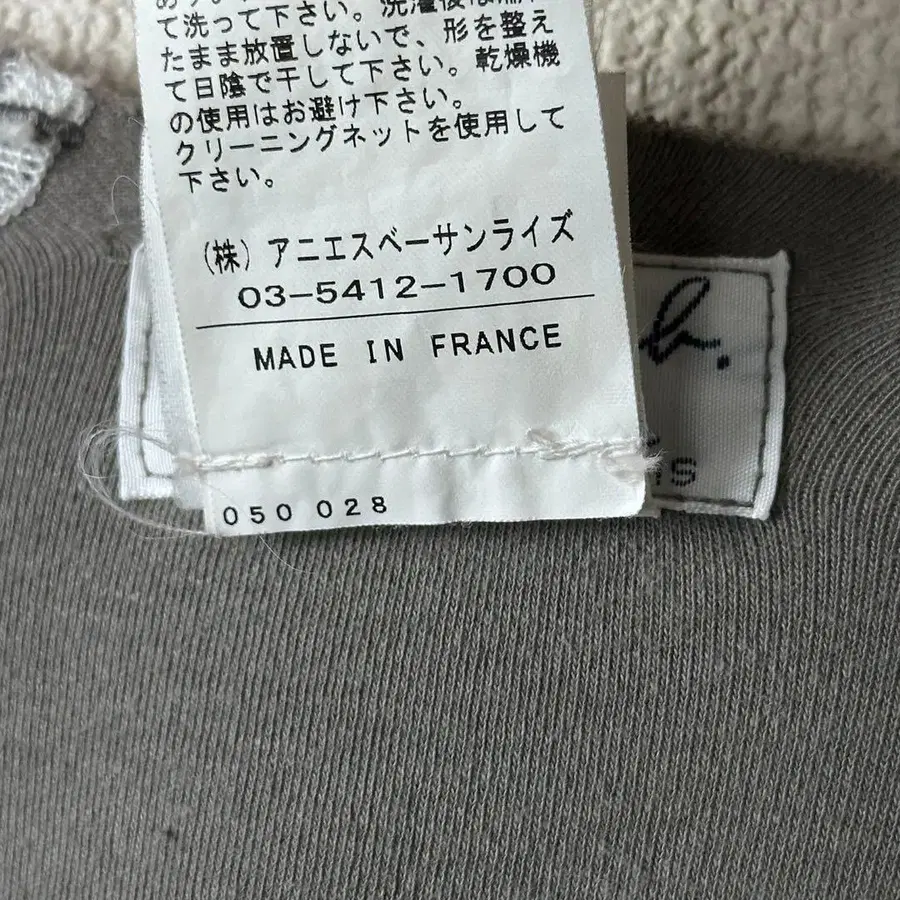 て洗って下さい。洗濯後は濡れ
たまま放置しないで、形を整え
て日陰で干して下さい。乾燥機
の使用はお避け下さい。
クリーニングネットを使用して
下さい。
(株)アニエスベーサンライズ
03-5412-1700
MADE IN FRANCE
b.
050 028